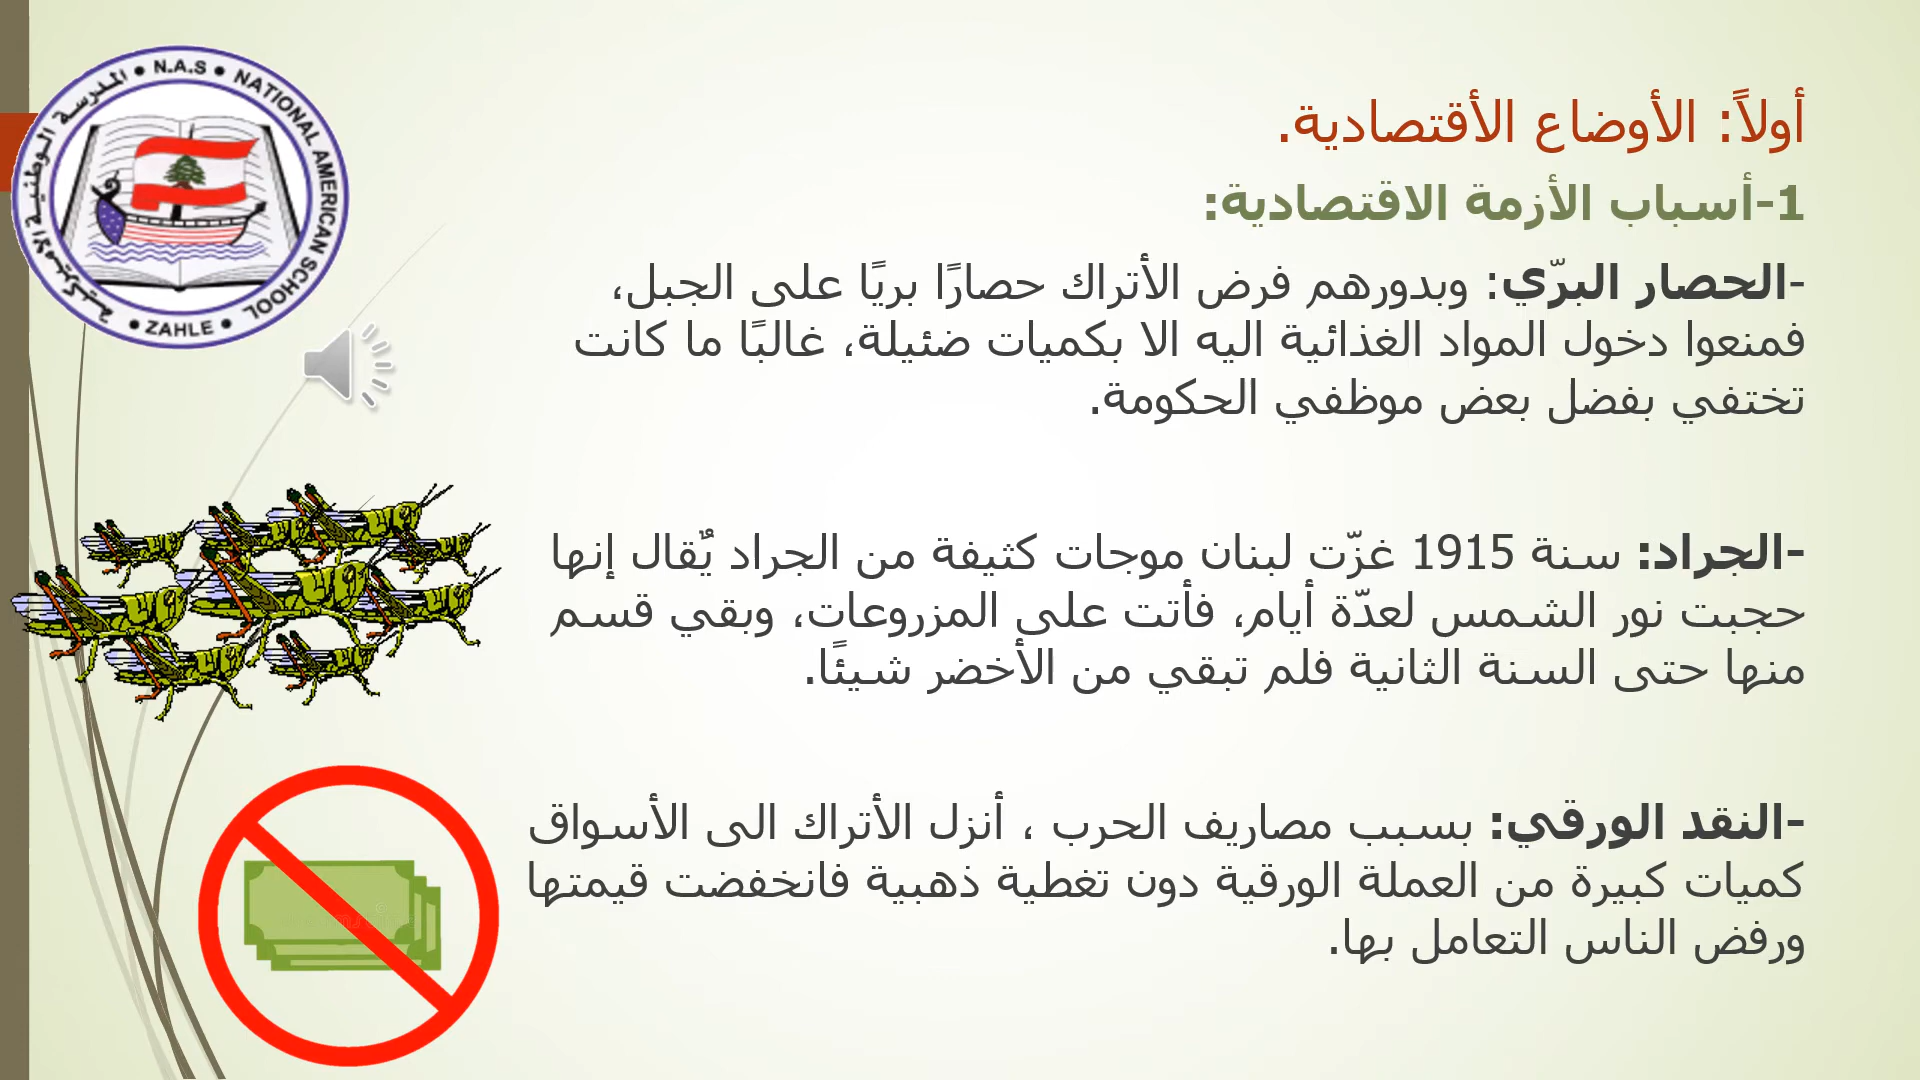 أولاً: الأوضاع الأقتصادية.
1-أسباب الأزمة الاقتصادية:
-الحصار البرّي: وبدورهم فرض الأتراك حصارًا بريًا على الجبل،
فمنعوا دخول المواد الغذائية اليه الا بكميات ضئيلة، غالبًا ما كانت
تختفي بفضل بعض موظفي الحكومة.
-الجراد: سنة 1915 غزّت لبنان موجات كثيفة من الجراد يُقال إنها
حجبت نور الشمس لعدّة أيام، فأتت على المزروعات، وبقي قسم
منها حتى السنة الثانية فلم تبقي من الأخضر شيئًا.
-النقد الورقي: بسبب مصاريف الحرب ، أنزل الأتراك الى الأسواق
كميات كبيرة من العملة الورقية دون تغطية ذهبية فانخفضت قيمتها
ورفض الناس التعامل بها.
المدرسة الوطنية الاميركية • N.A.S • NATIONAL AMERICAN SCHOOL • ZAHLE •